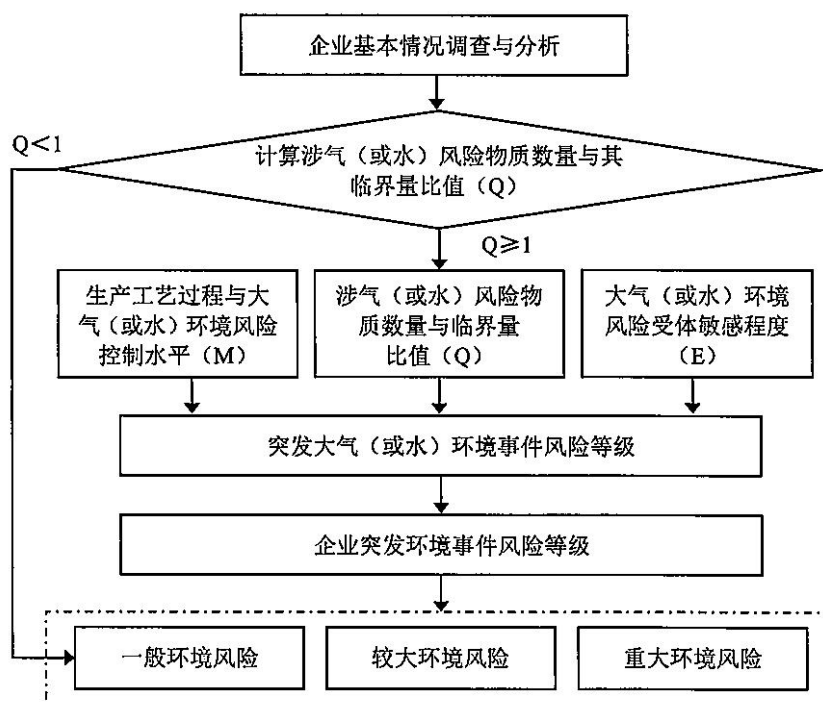 企业基本情况调查与分析
Q<1
计算涉气（或水）风险物质数量与其
临界量比值（Q）
Q≥1
生产工艺过程与大
气（或水）环境风险
控制水平（M）
涉气（或水）风险物
质数量与临界量
比值（Q）
大气（或水）环境
风险受体敏感程度
（E）
突发大气（或水）环境事件风险等级
企业突发环境事件风险等级
一般环境风险
较大环境风险
重大环境风险